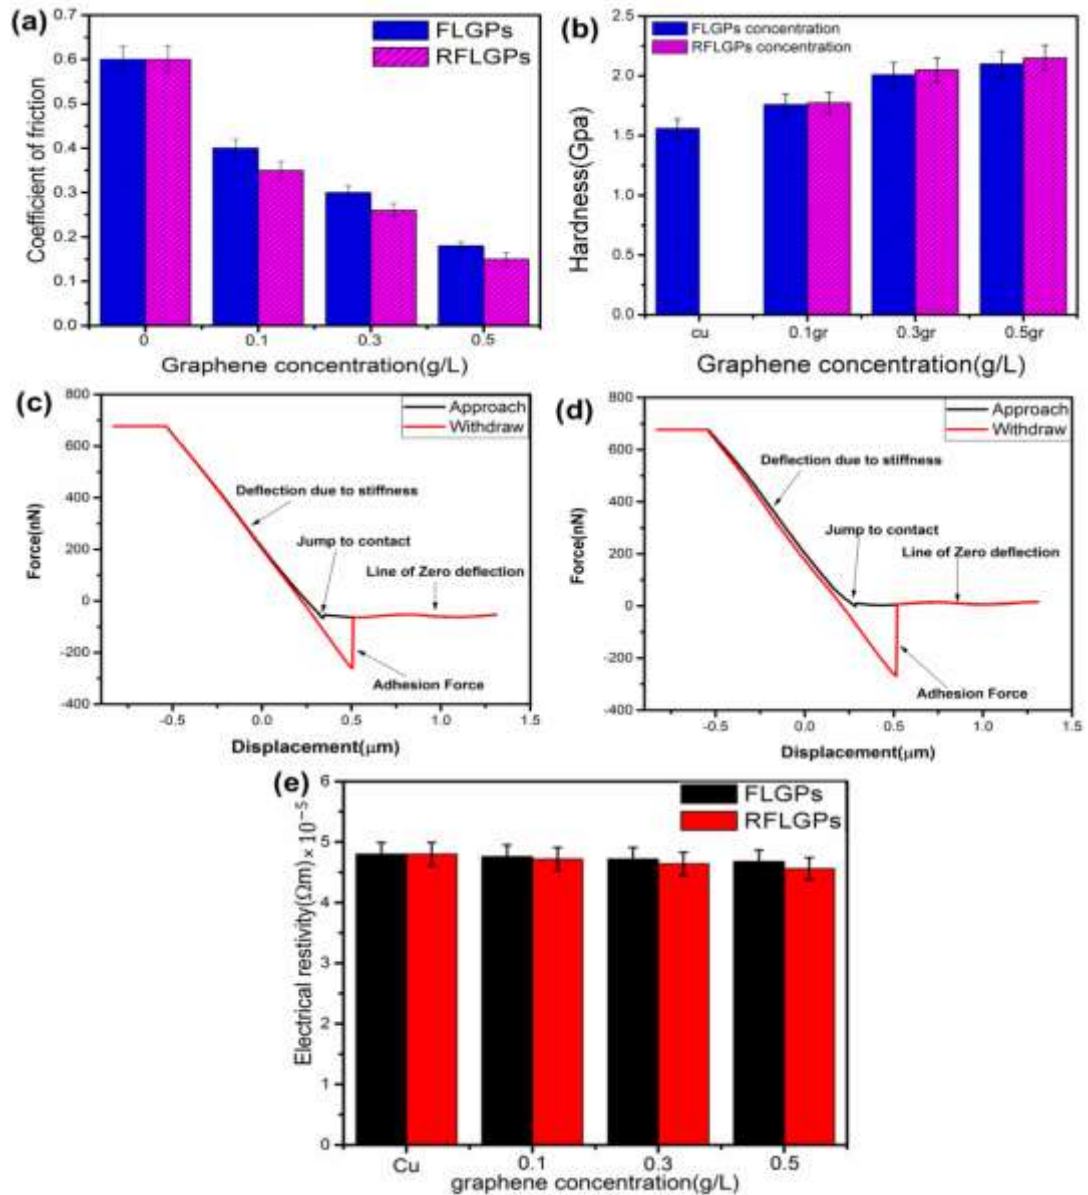 (a)
FLGPs
RFLGPs
Coefficient of friction
0.7
0.6
0.5
0.4
0.3
0.2
0.1
0.0
0
0.1
0.3
0.5
Graphene concentration(g/L)
(b)
FLGPs concentration
RFLGPs concentration
Hardness(Gpa)
2.5
2.0
1.5
1.0
0.5
0.0
cu
0.1gr
0.3gr
0.5gr
Graphene concentration(g/L)
(c)
Approach
Withdraw
Force(nN)
800
600
400
200
0
-200
-400
Deflection due to stiffness
Jump to contact
Line of Zero deflection
Adhesion Force
-0.5
0.0
0.5
1.0
1.5
Displacement(μm)
(d)
Approach
Withdraw
Force(nN)
800
600
400
200
0
-200
-400
Deflection due to stiffness
Jump to contact
Line of Zero deflection
Adhesion Force
-0.5
0.0
0.5
1.0
1.5
Displacement(μm)
(e)
FLGPs
RFLGPs
Electrical restivity(Ωm)×10⁻⁵
6
5
4
3
2
1
0
Cu
0.1
0.3
0.5
graphene concentration(g/L)